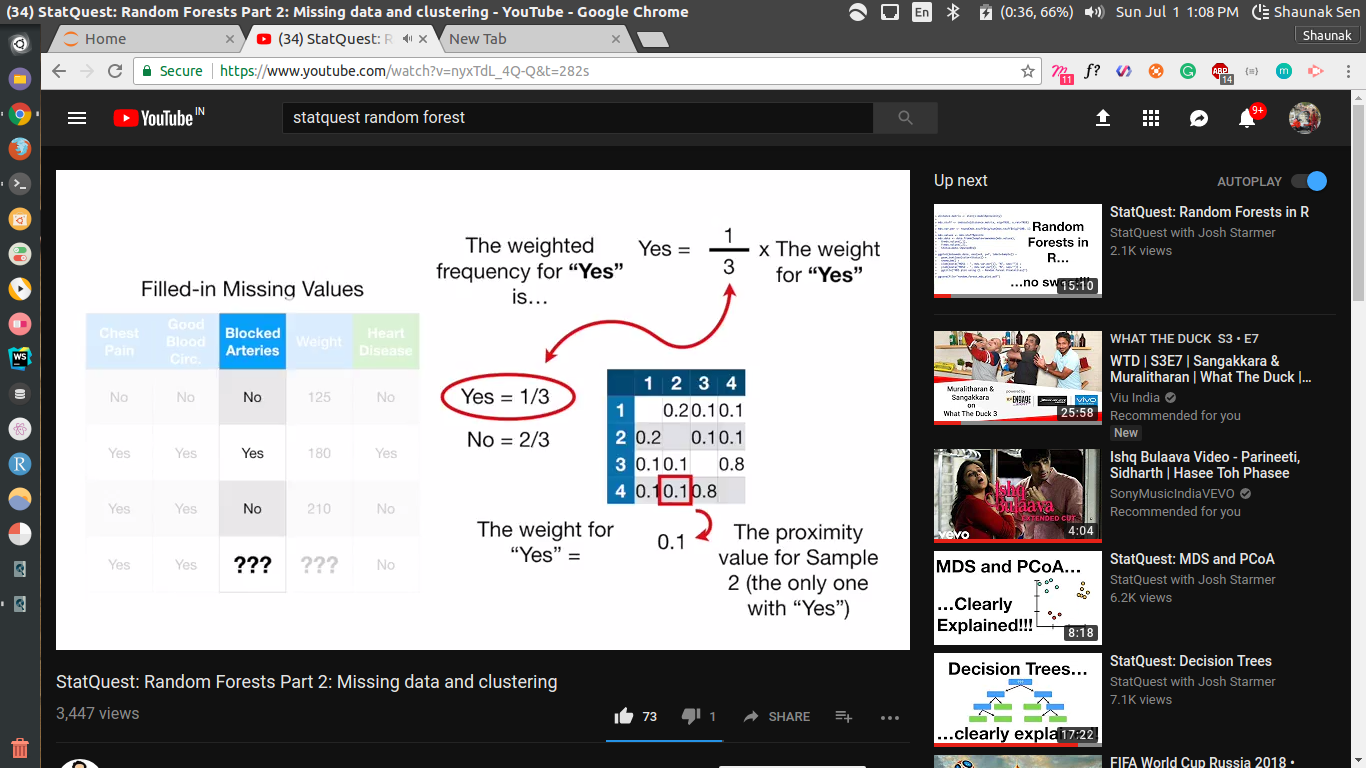 (34) StatQuest: Random Forests Part 2: Missing data and clustering - YouTube - Google Chrome
En
(0:36, 66%)
Sun Jul 1 1:08 PM
Shaunak Sen
Shaunak
Home
(34) StatQuest: R
New Tab
Secure
https://www.youtube.com/watch?v=nyxTdL_4Q-Q&t=282s
11
f?
ABP
14
m
YouTube IN
statquest random forest
9+
Filled-in Missing Values
Chest Pain
Good Blood Circ.
Blocked Arteries
Weight
Heart Disease
No No No 125 No
Yes Yes Yes 180 Yes
No No No 210 No
Yes Yes ??? ??? No
The weighted
frequency for “Yes”
is…
Yes = 1/3 x The weight for “Yes”
Yes = 1/3
No = 2/3
1 2 3 4
1 0.2 0.1 0.1
2 0.2 0.1 0.1
3 0.1 0.1 0.8
4 0.1 0.1 0.8
The weight for
“Yes” =
0.1
The proximity
value for Sample
2 (the only one
with “Yes”)
StatQuest: Random Forests Part 2: Missing data and clustering
3,447 views
73
1
SHARE
Up next
AUTOPLAY
Random
Forests in
R...
...no sw
15:10
StatQuest: Random Forests in R
StatQuest with Josh Starmer
2.1K views
Muralitharan &
Sangakkara
on
What The Duck 3
ENGAGE
vivo
25:58
WHAT THE DUCK S3 • E7
WTD | S3E7 | Sangakkara &
Muralitharan | What The Duck |...
Viu India
Recommended for you
New
Ishq
Bulaava
EXTENDED CUT
vevo
4:04
Ishq Bulaava Video - Parineeti,
Sidharth | Hasee Toh Phasee
SonyMusicIndiaVEVO
Recommended for you
MDS and PCoA...
...Clearly
Explained!!!
8:18
StatQuest: MDS and PCoA
StatQuest with Josh Starmer
6.2K views
Decision Trees...
...clearly explained!
17:22
StatQuest: Decision Trees
StatQuest with Josh Starmer
7.1K views
FIFA World Cup Russia 2018 •